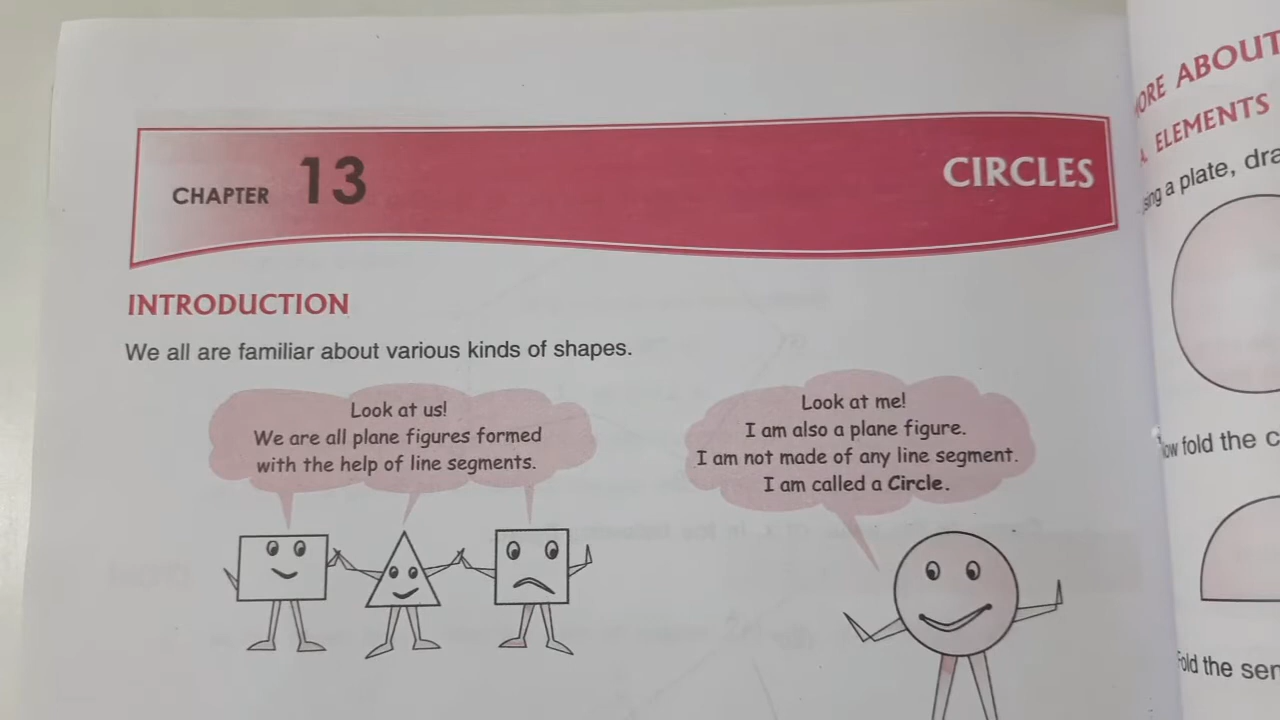 CHAPTER 13
CIRCLES
INTRODUCTION
We all are familiar about various kinds of shapes.
Look at us!
We are all plane figures formed
with the help of line segments.
Look at me!
I am also a plane figure.
I am not made of any line segment.
I am called a Circle.
ABOUT
ELEMENTS
a plate,
fold the
Fold the